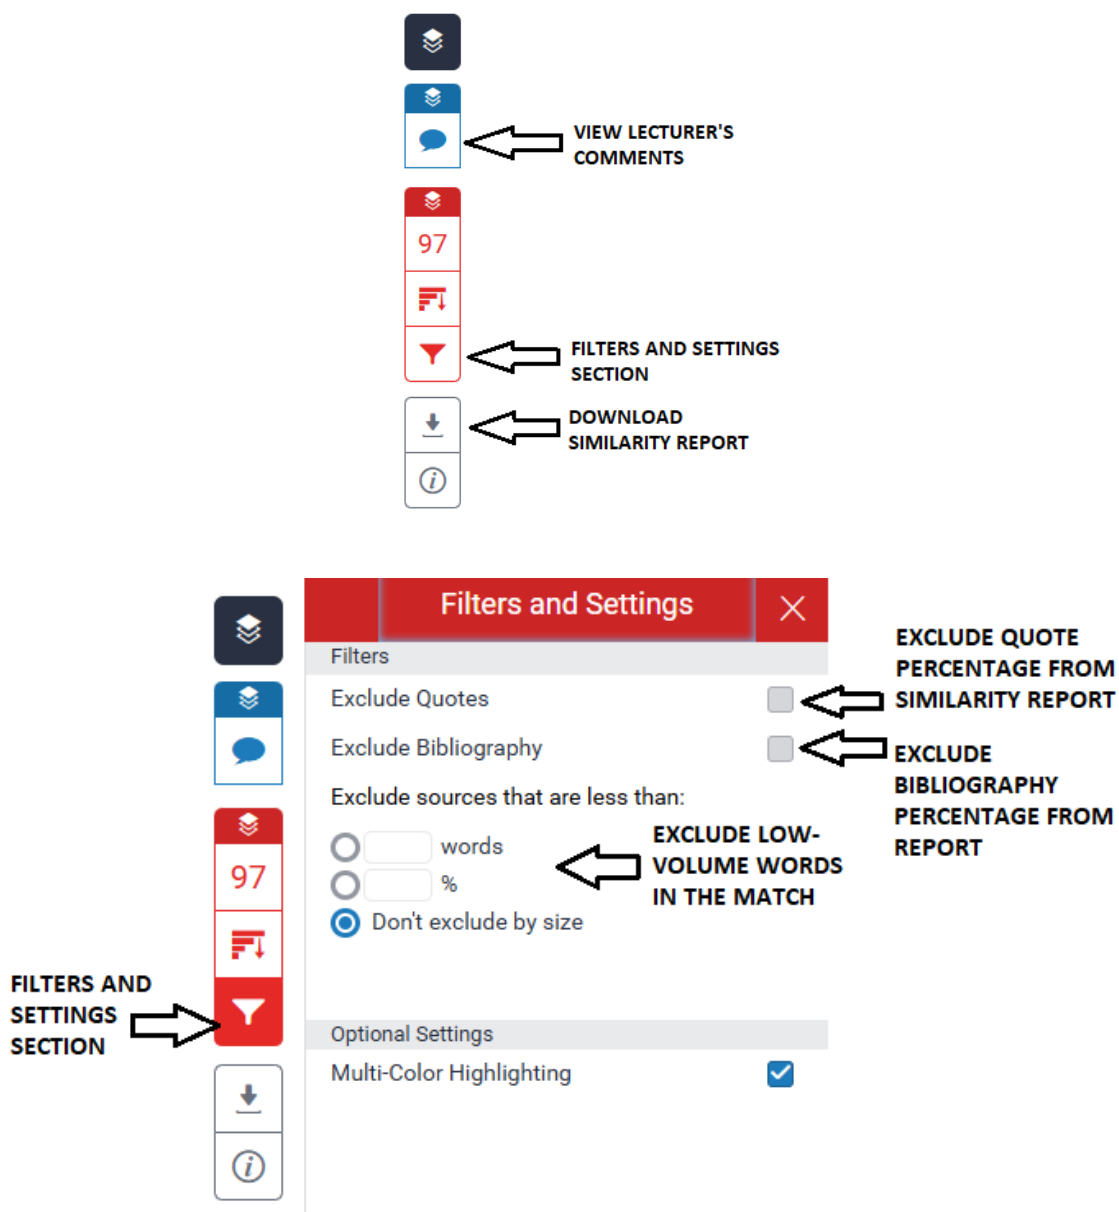 VIEW LECTURER'S
COMMENTS
97
FILTERS AND SETTINGS
SECTION
DOWNLOAD
SIMILARITY REPORT
i
Filters and Settings
Filters
Exclude Quotes
EXCLUDE QUOTE
PERCENTAGE FROM
SIMILARITY REPORT
Exclude Bibliography
EXCLUDE
BIBLIOGRAPHY
PERCENTAGE FROM
REPORT
Exclude sources that are less than:
words
%
Don't exclude by size
EXCLUDE LOW-
VOLUME WORDS
IN THE MATCH
97
FILTERS AND
SETTINGS
SECTION
Optional Settings
Multi-Color Highlighting
i